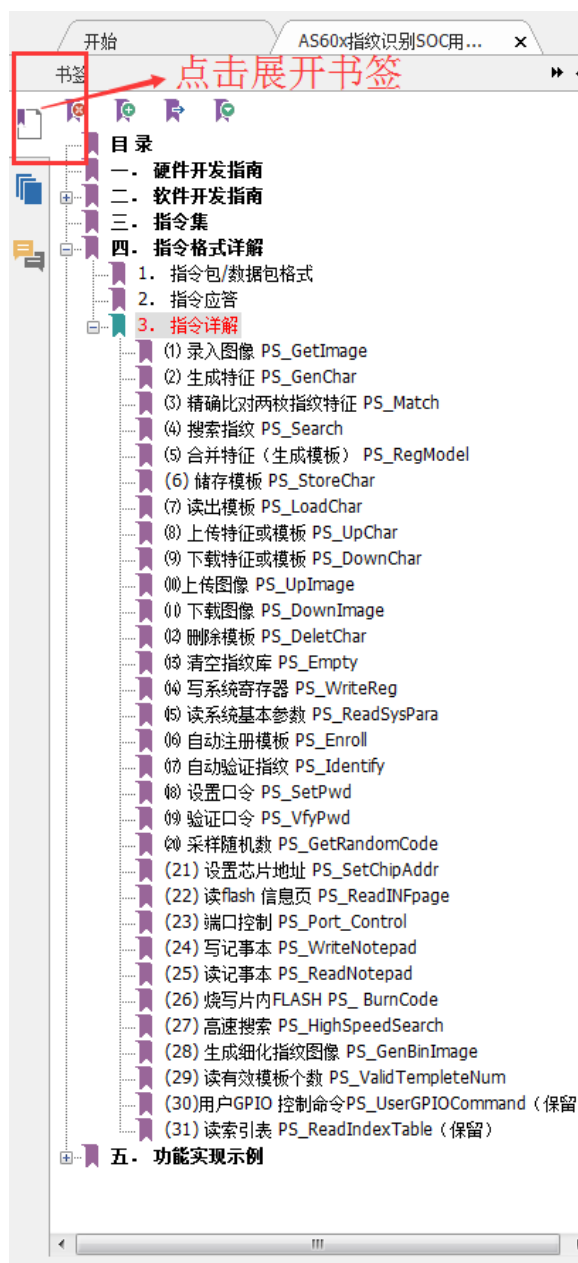 开始
AS60x指纹识别SOC用...
书签
点击展开书签
目 录
一. 硬件开发指南
二. 软件开发指南
三. 指令集
四. 指令格式详解
1. 指令包/数据包格式
2. 指令应答
3. 指令详解
⑴ 录入图像 PS_GetImage
⑵ 生成特征 PS_GenChar
⑶ 精确比对两枚指纹特征 PS_Match
⑷ 搜索指纹 PS_Search
⑸ 合并特征（生成模板） PS_RegModel
(6) 储存模板 PS_StoreChar
⑺ 读出模板 PS_LoadChar
⑻ 上传特征或模板 PS_UpChar
⑼ 下载特征或模板 PS_DownChar
⑽上传图像 PS_UpImage
⑾ 下载图像 PS_DownImage
⑿ 删除模板 PS_DeletChar
⒀ 清空指纹库 PS_Empty
⒁ 写系统寄存器 PS_WriteReg
⒂ 读系统基本参数 PS_ReadSysPara
⒃ 自动注册模板 PS_Enroll
⒄ 自动验证指纹 PS_Identify
⒅ 设置口令 PS_SetPwd
⒆ 验证口令 PS_VfyPwd
⒇ 采样随机数 PS_GetRandomCode
(21) 设置芯片地址 PS_SetChipAddr
(22) 读flash 信息页 PS_ReadINFpage
(23) 端口控制 PS_Port_Control
(24) 写记事本 PS_WriteNotepad
(25) 读记事本 PS_ReadNotepad
(26) 烧写片内FLASH PS_ BurnCode
(27) 高速搜索 PS_HighSpeedSearch
(28) 生成细化指纹图像 PS_GenBinImage
(29) 读有效模板个数 PS_ValidTempleteNum
(30)用户GPIO 控制命令PS_UserGPIOCommand（保留
(31) 读索引表 PS_ReadIndexTable（保留）
五. 功能实现示例